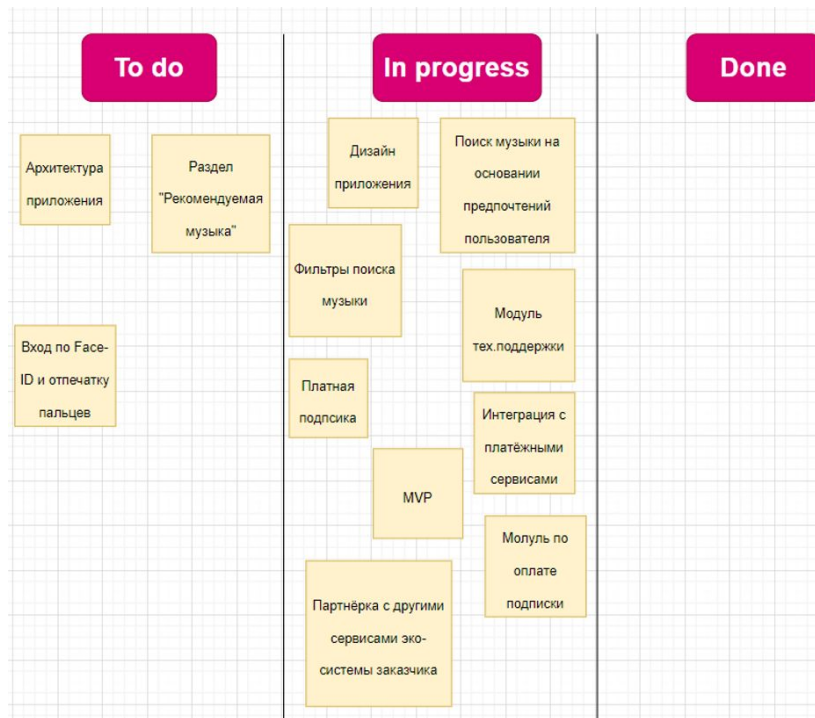 To do
In progress
Done
Архитектура
приложения
Раздел
"Рекомендуемая
музыка"
Вход по Face-
ID и отпечатку
пальцев
Дизайн
приложения
Поиск музыки на
основании
предпочтений
пользователя
Фильтры поиска
музыки
Модуль
тех.поддержки
Платная
подпсика
Интеграция с
платёжными
сервисами
MVP
Молуль по
оплате
подписки
Партнёрка с другими
сервисами эко-
системы заказчика